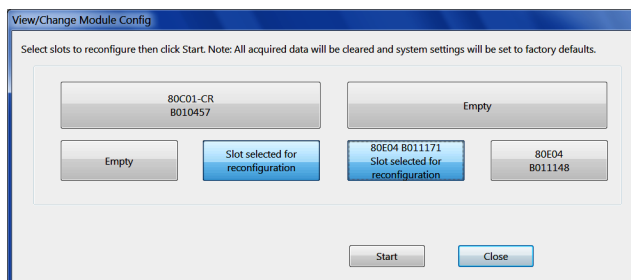 View/Change Module Config
Select slots to reconfigure then click Start. Note: All acquired data will be cleared and system settings will be set to factory defaults.
80C01-CR
B010457
Empty
Empty
Slot selected for
reconfiguration
80E04 B011171
Slot selected for
reconfiguration
80E04
B011148
Start
Close